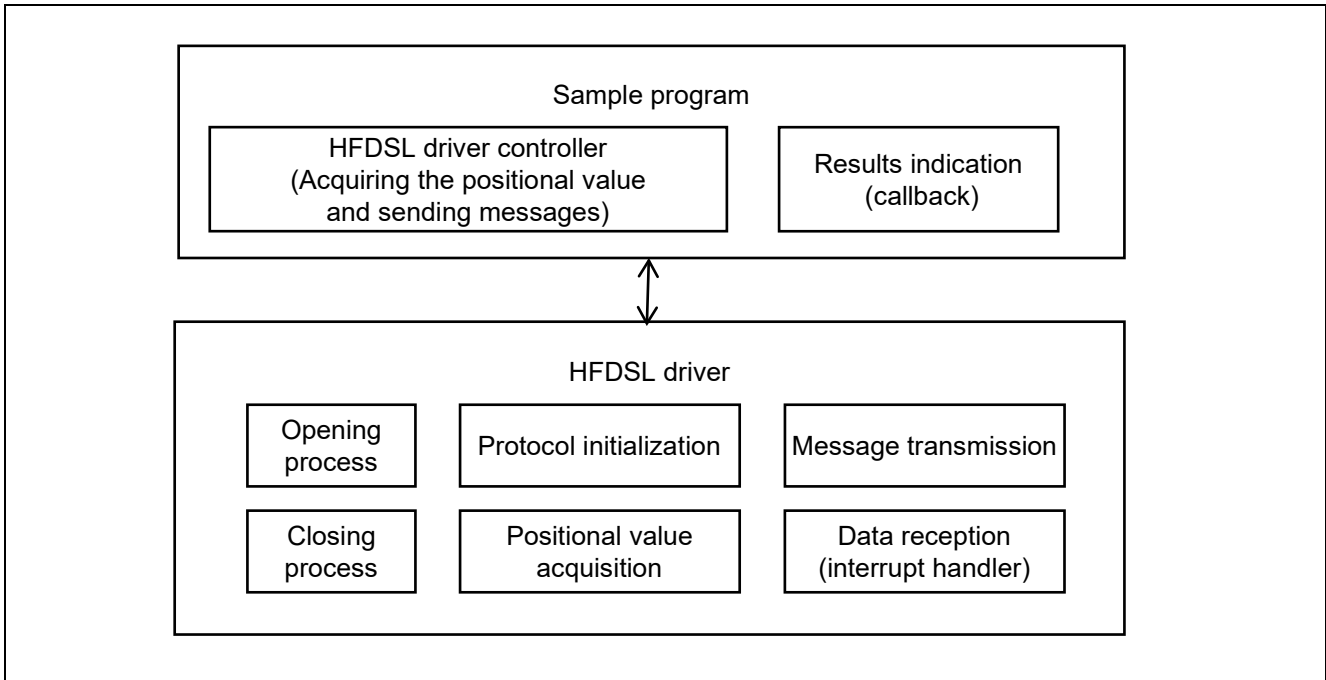 Sample program
HFDSL driver controller
(Acquiring the positional value
and sending messages)
Results indication
(callback)
HFDSL driver
Opening
process
Protocol initialization
Message transmission
Closing
process
Positional value
acquisition
Data reception
(interrupt handler)